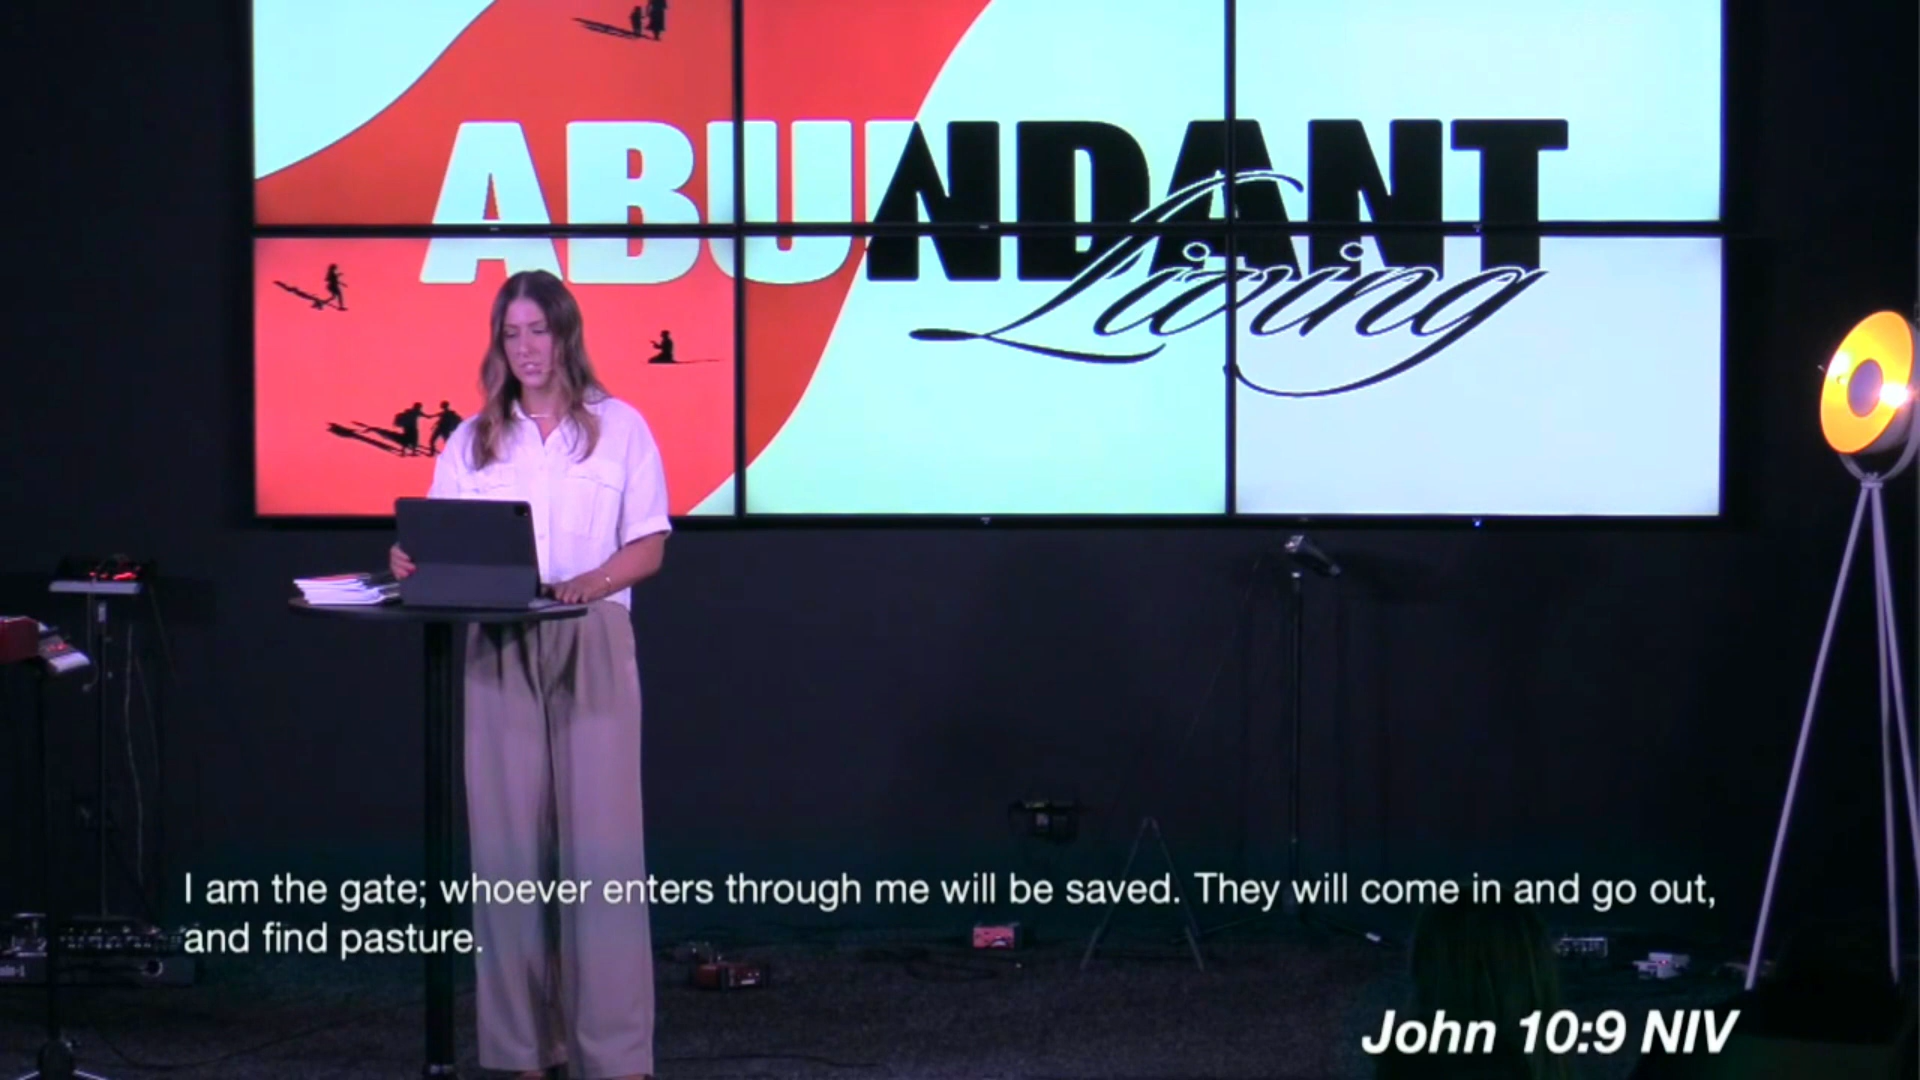 ABUNDANT
Living
I am the gate; whoever enters through me will be saved. They will come in and go out,
and find pasture.
John 10:9 NIV